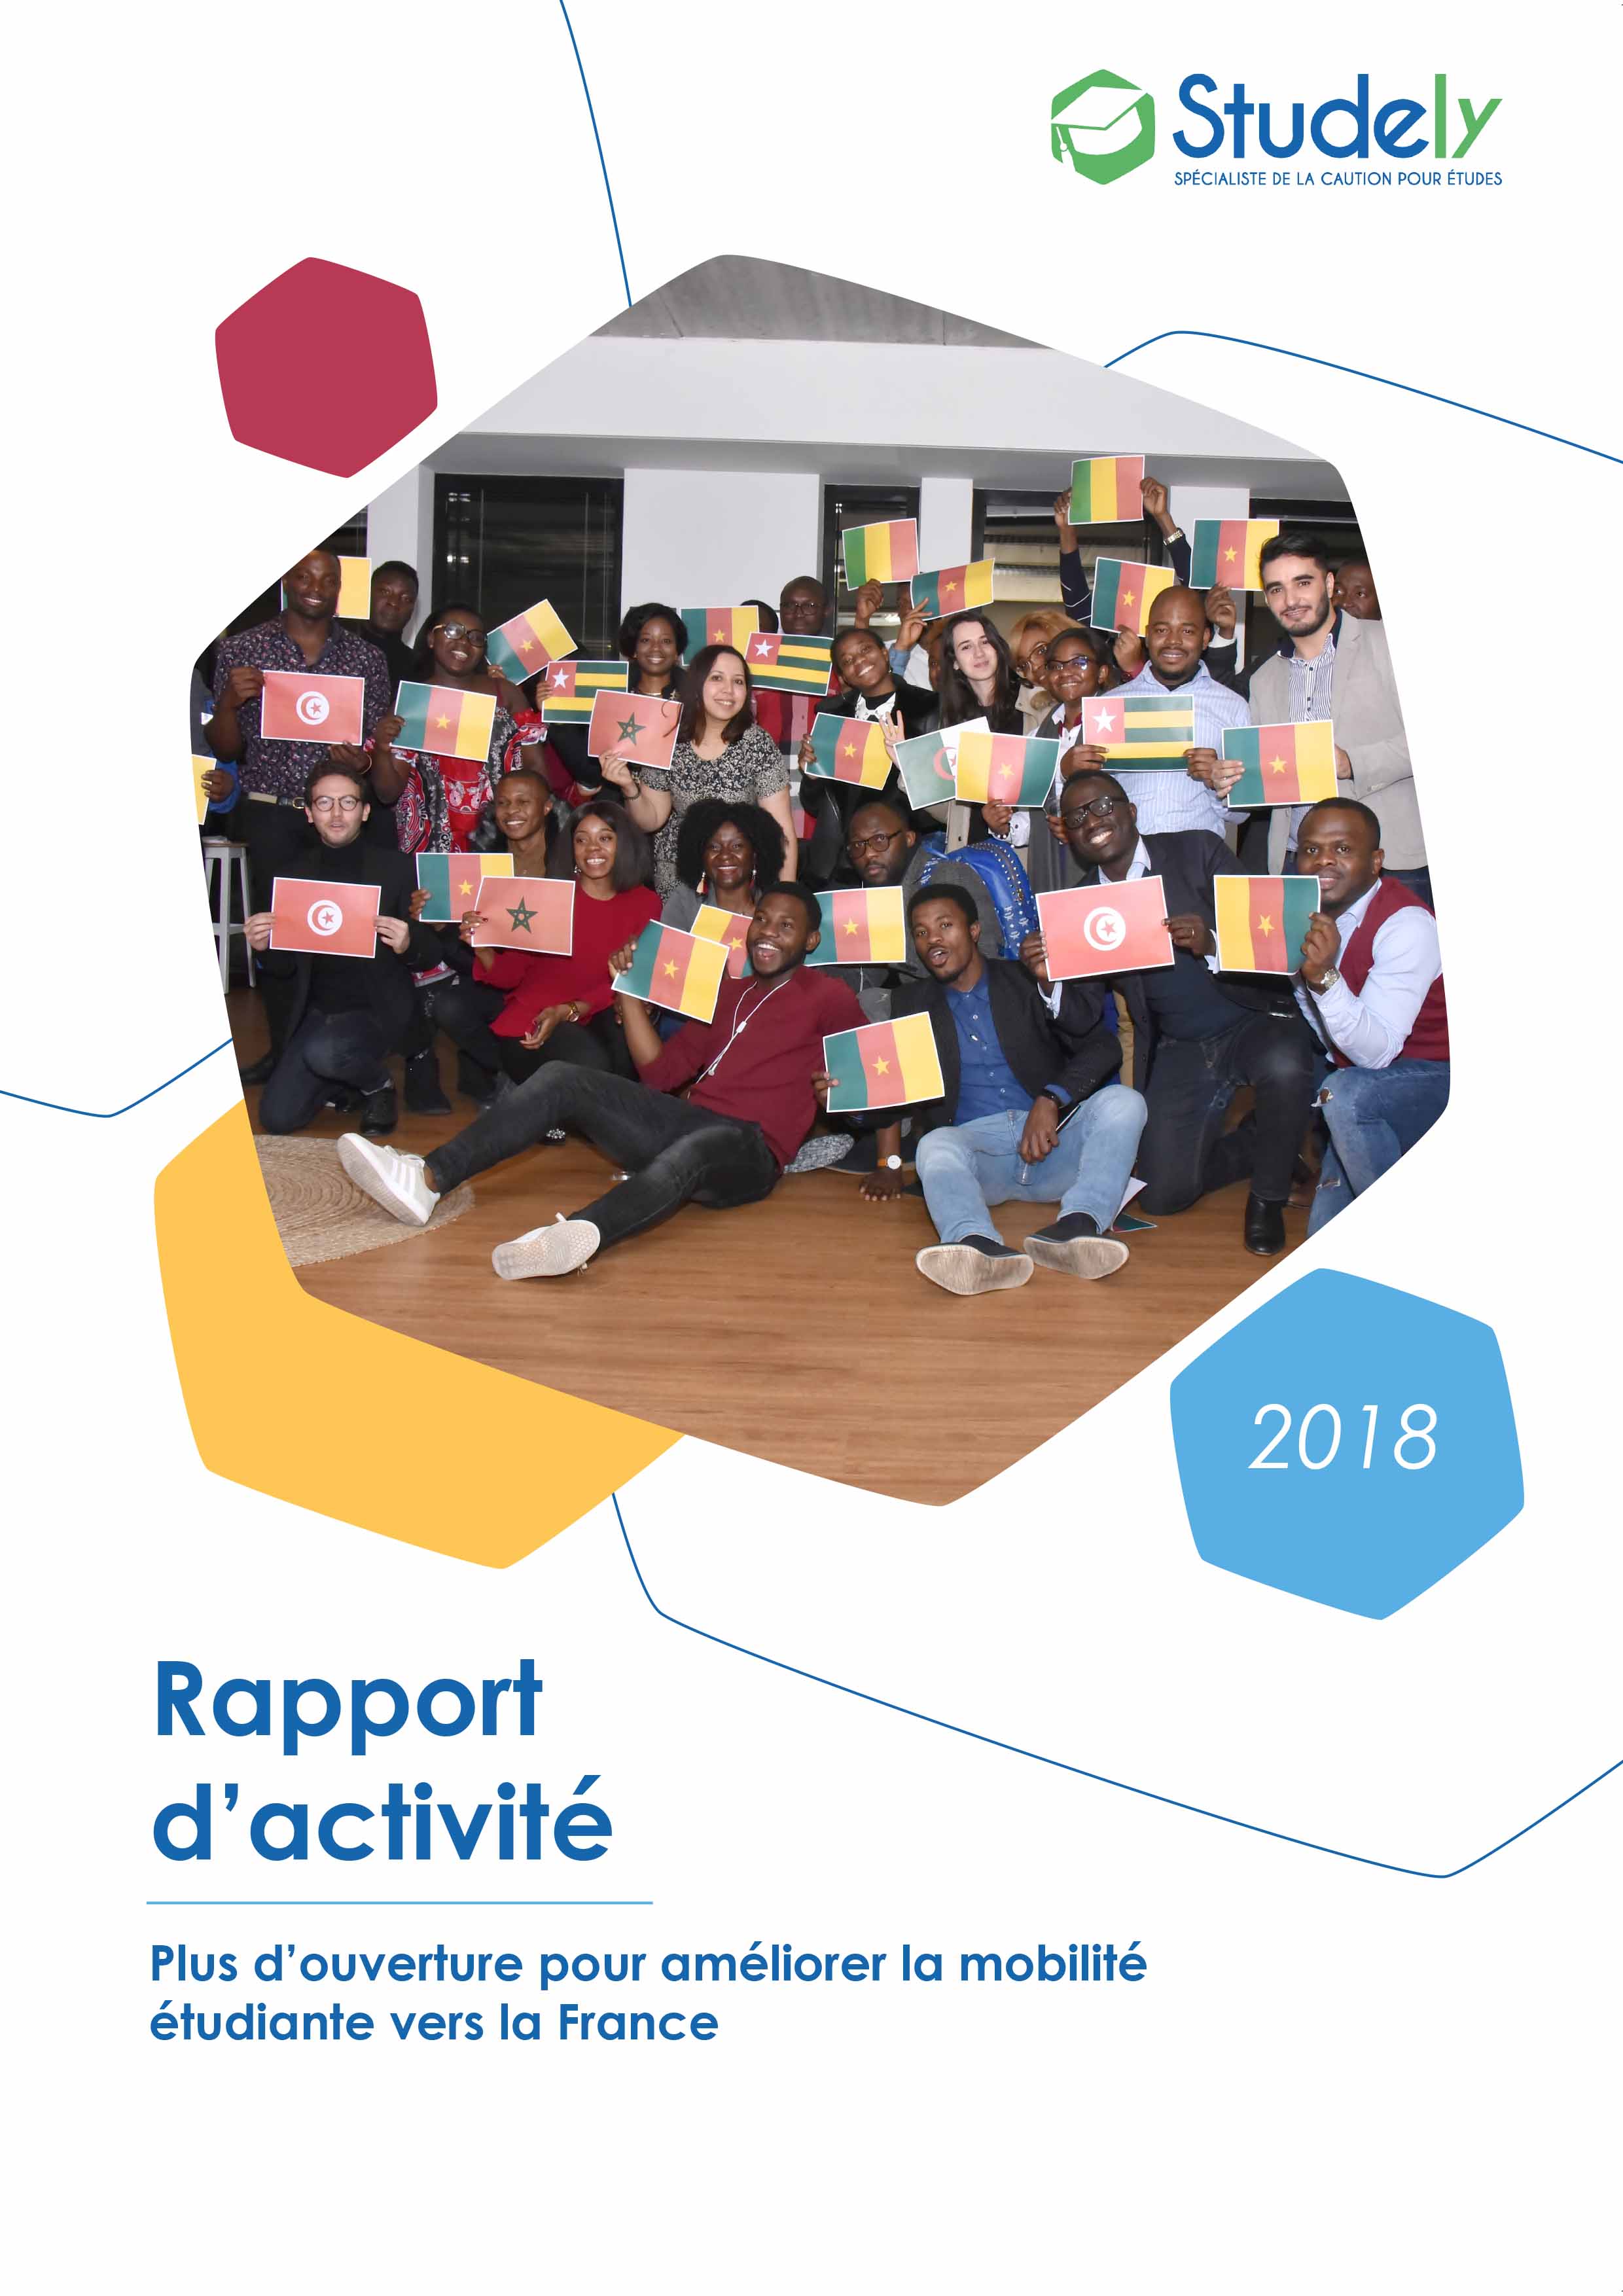 Studely
SPÉCIALISTE DE LA CAUTION POUR ÉTUDES
2018
Rapport
d’activité
Plus d’ouverture pour améliorer la mobilité
étudiante vers la France